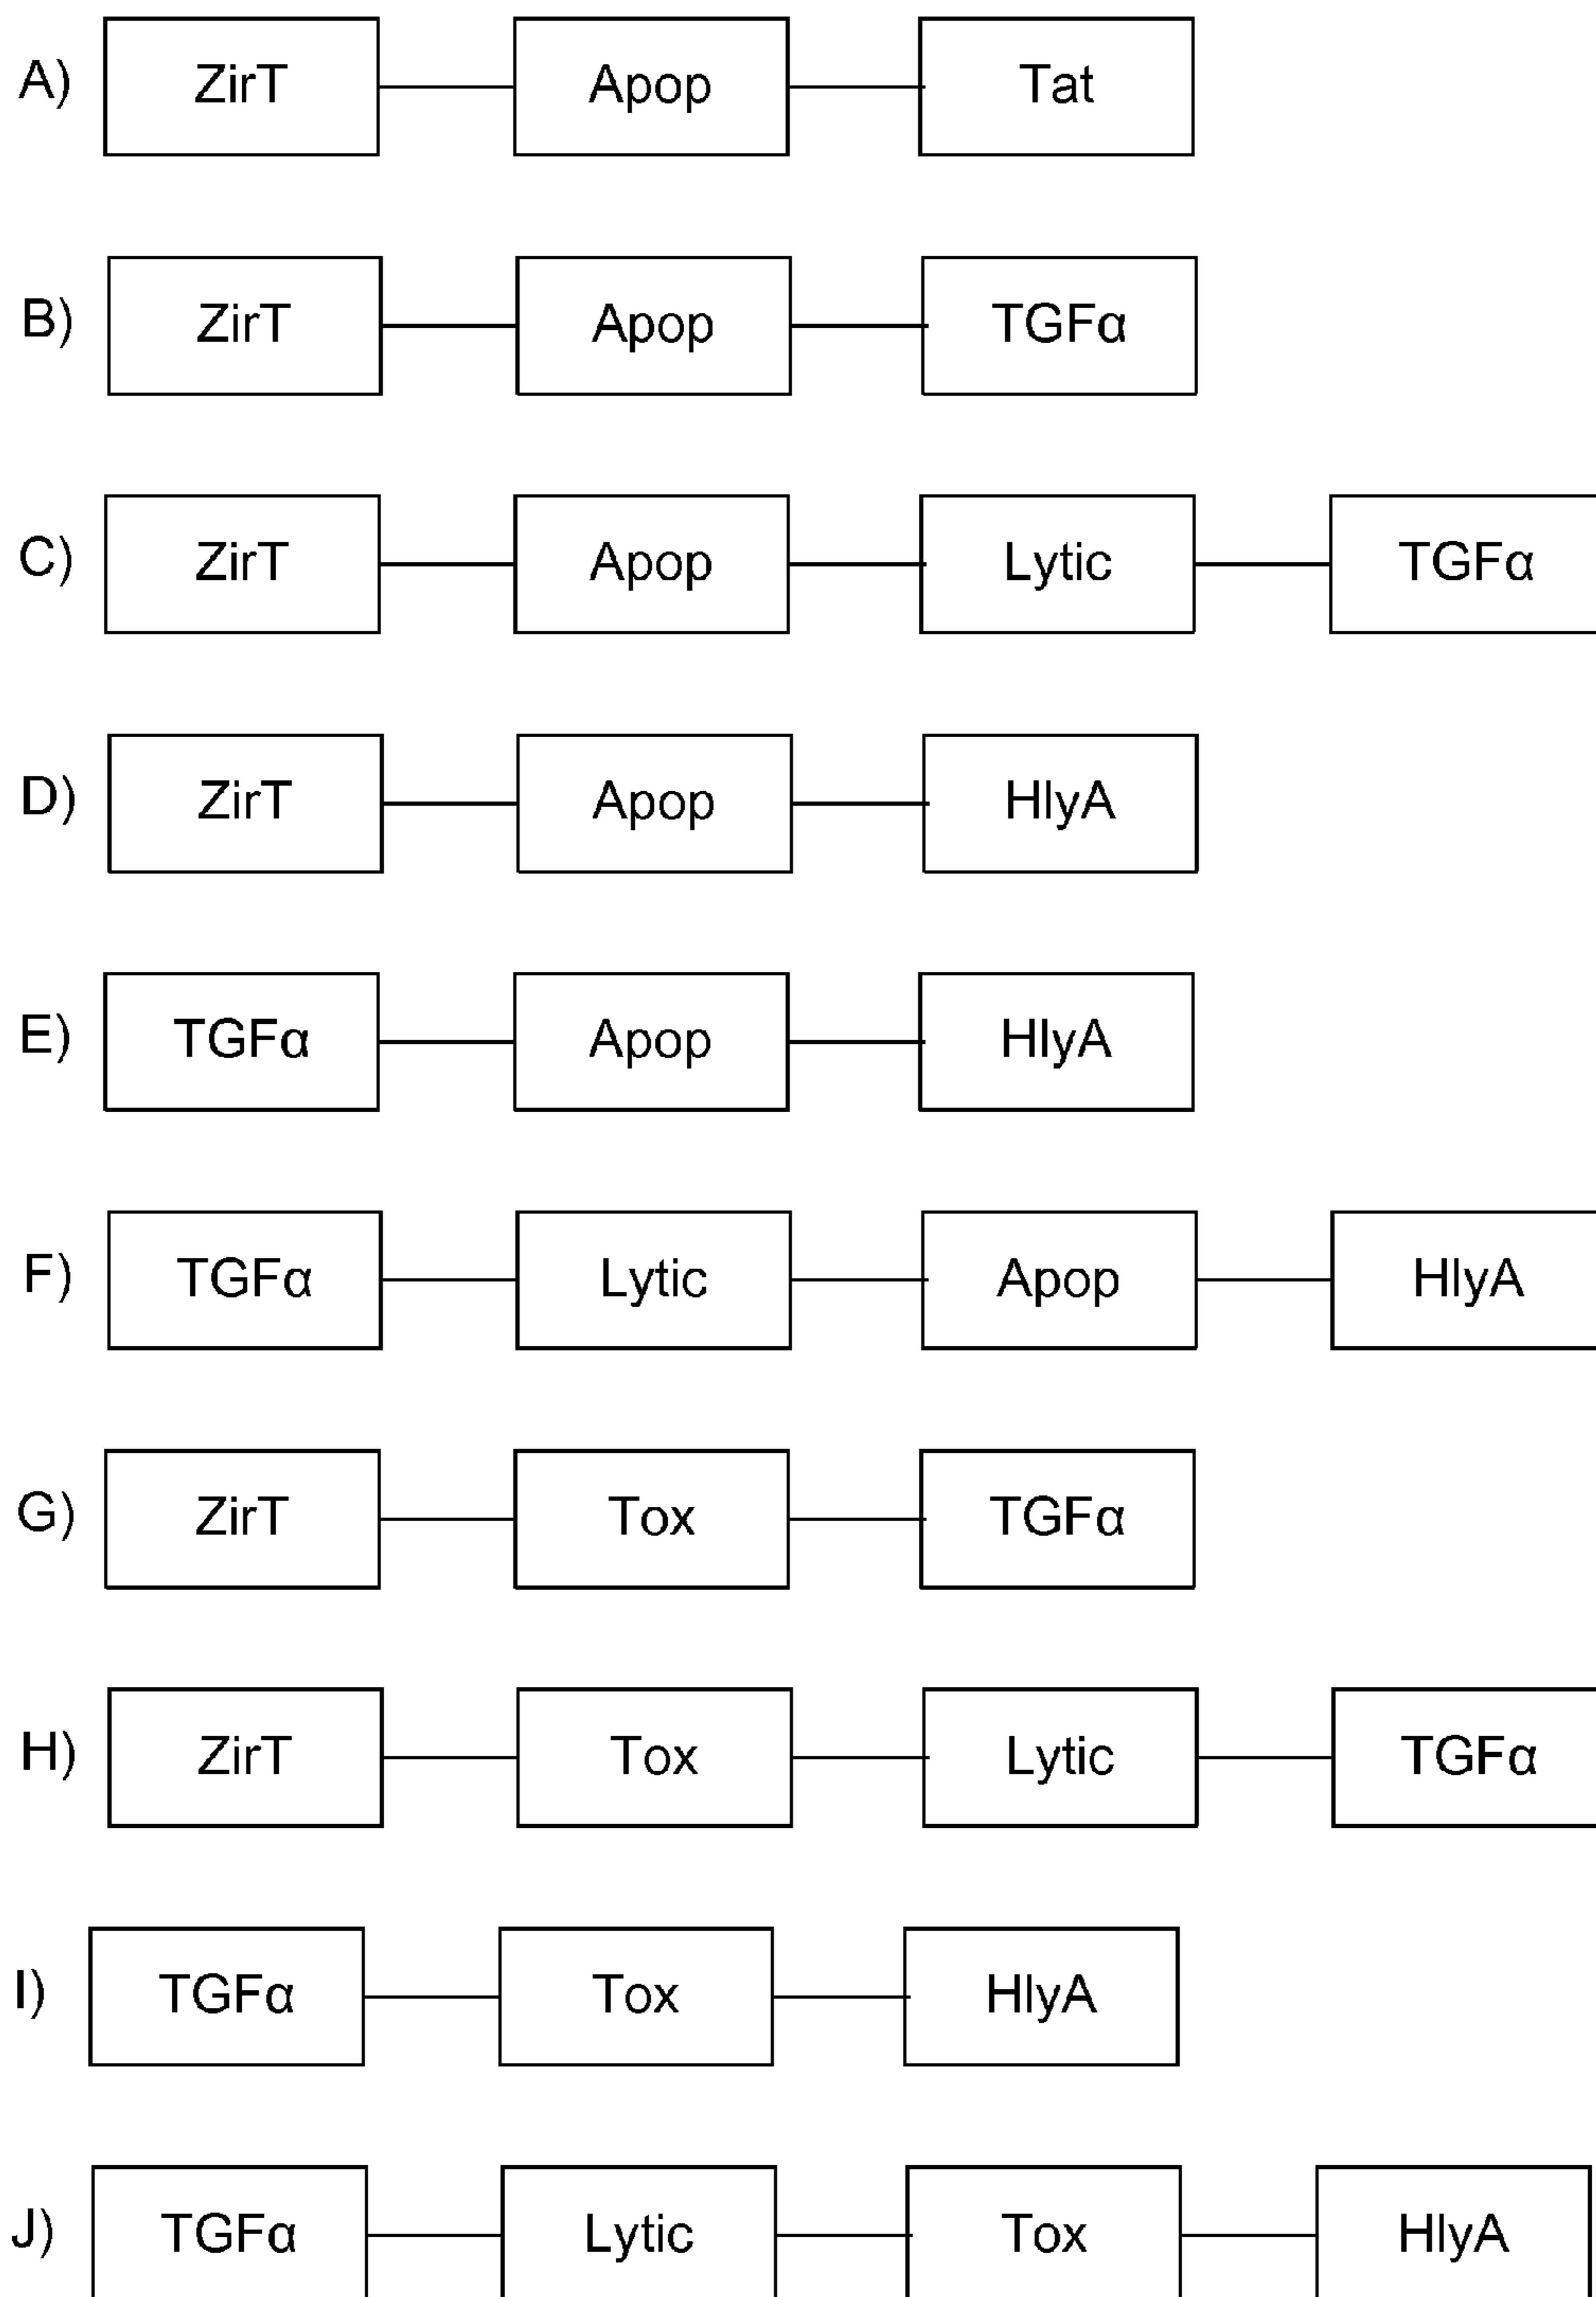 A) ZirT Apop Tat
B) ZirT Apop TGFα
C) ZirT Apop Lytic TGFα
D) ZirT Apop HlyA
E) TGFα Apop HlyA
F) TGFα Lytic Apop HlyA
G) ZirT Tox TGFα
H) ZirT Tox Lytic TGFα
I) TGFα Tox HlyA
J) TGFα Lytic Tox HlyA